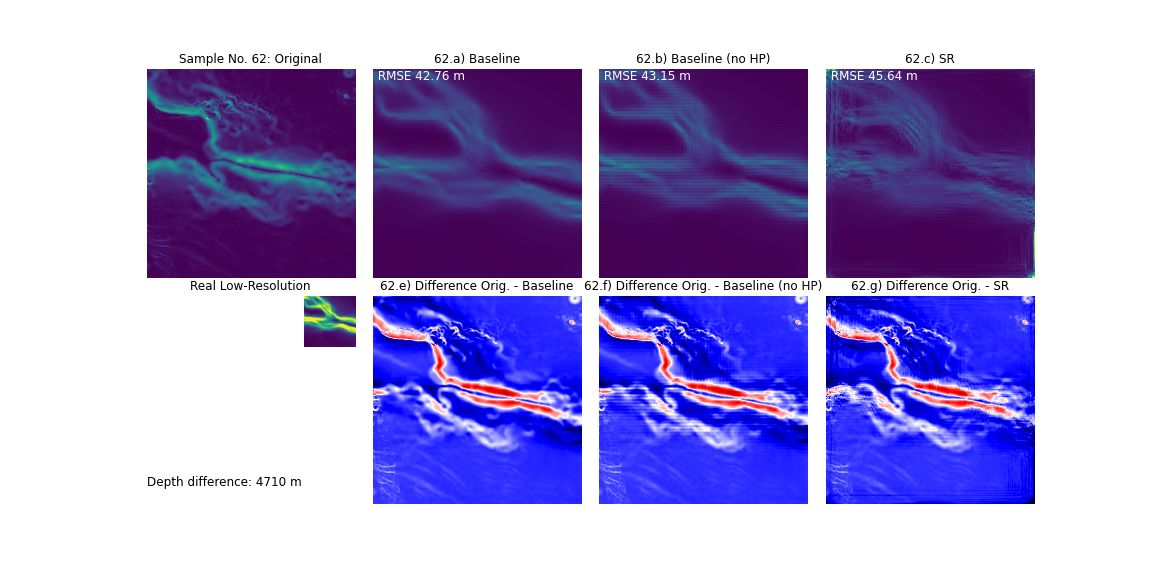 Sample No. 62: Original
62.a) Baseline
62.b) Baseline (no HP)
62.c) SR
RMSE 42.76 m
RMSE 43.15 m
RMSE 45.64 m
Real Low-Resolution
62.e) Difference Orig. - Baseline
62.f) Difference Orig. - Baseline (no HP)
62.g) Difference Orig. - SR
Depth difference: 4710 m